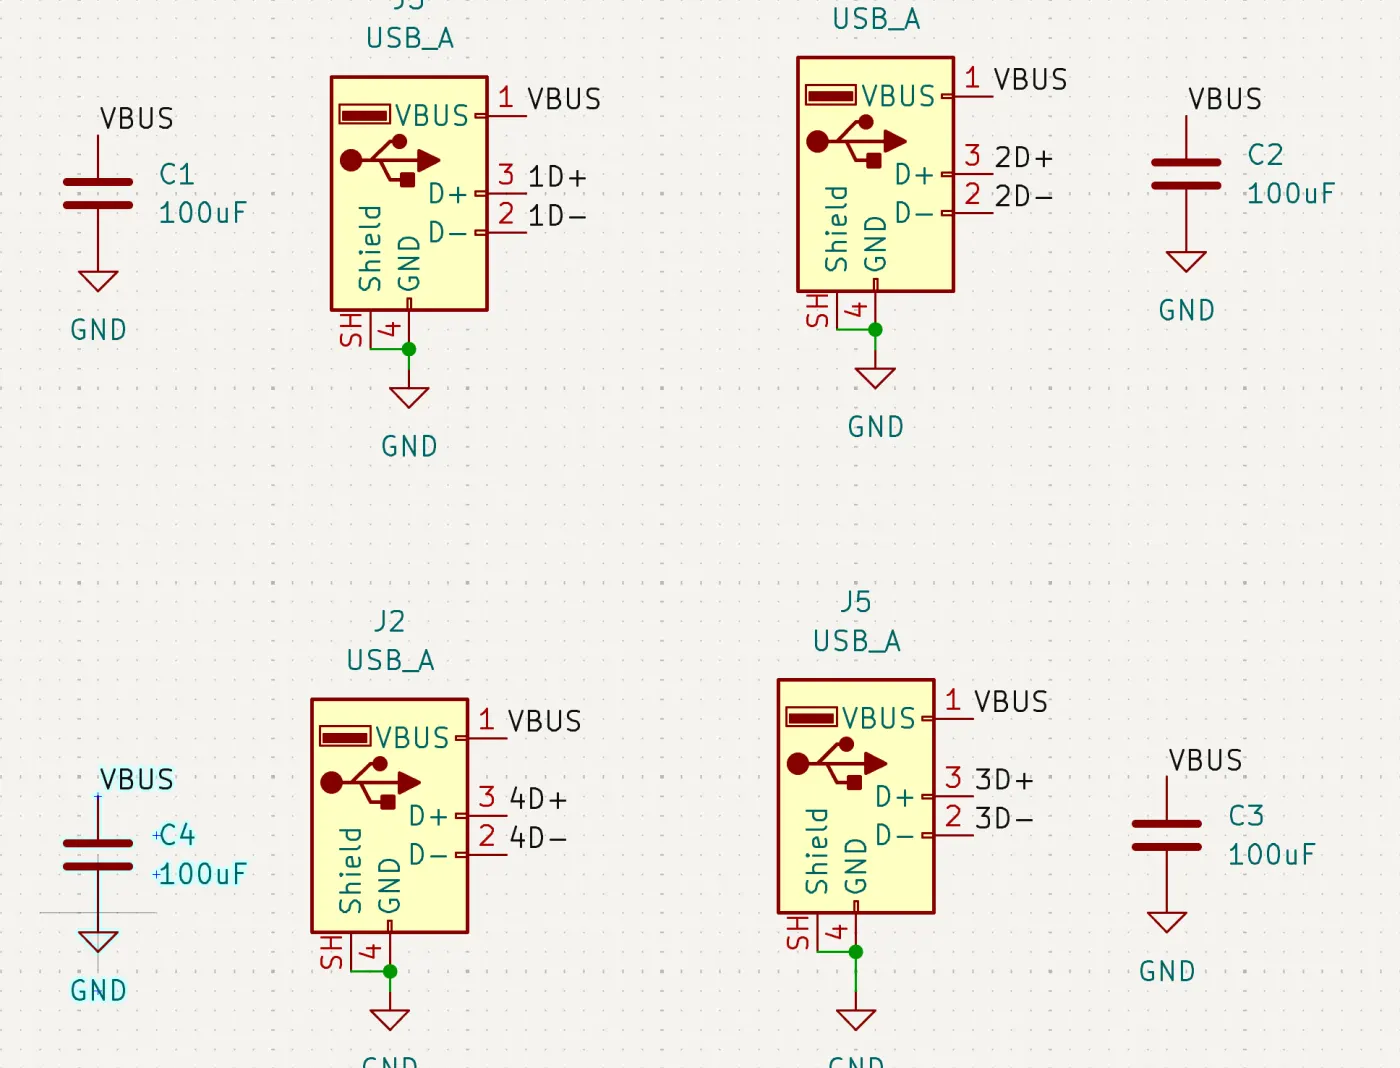 USB_A
VBUS
C1
100uF
GND
VBUS
D+
D-
Shield
GND
SH
4
1 VBUS
3 1D+
2 1D-
GND
USB_A
VBUS
D+
D-
Shield
GND
SH
4
1 VBUS
3 2D+
2 2D-
GND
VBUS
C2
100uF
GND
VBUS
C4
100uF
GND
J2
USB_A
VBUS
D+
D-
Shield
GND
SH
4
1 VBUS
3 4D+
2 4D-
GND
J5
USB_A
VBUS
D+
D-
Shield
GND
SH
4
1 VBUS
3 3D+
2 3D-
GND
VBUS
C3
100uF
GND